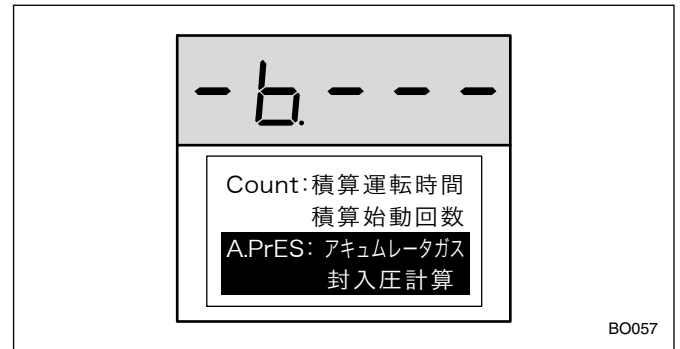 -b.---
Count:積算運転時間
積算始動回数
A.PrES:アキュムレータガス
封入圧計算
BO057